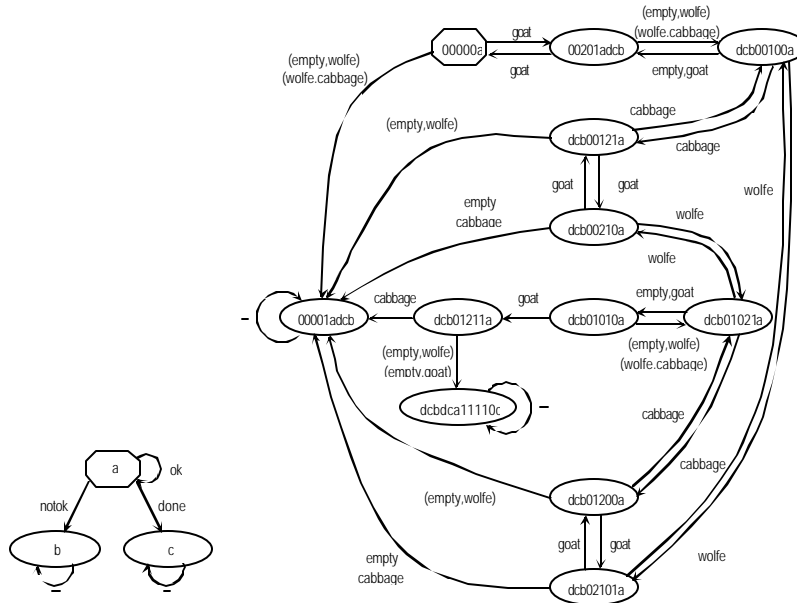 (empty,wolfe)
goat
(wolfe.cabbage)
00000a
00201adcb
dcb00100a
(empty,wolfe)
(wolfe.cabbage)
goat
empty,goat
cabbage
(empty,wolfe)
dcb00121a
cabbage
goat
goat
wolfe
empty
cabbage
wolfe
dcb00210a
wolfe
cabbage
goat
empty,goat
00001adcb
dcb01211a
dcb01010a
dcb01021a
–
(empty,wolfe)
(empty,goat)
(empty,wolfe)
(wolfe.cabbage)
dcbdca11110c
–
cabbage
a
ok
cabbage
notok
done
(empty,wolfe)
dcb01200a
b
c
empty
cabbage
goat
goat
wolfe
–
–
dcb02101a